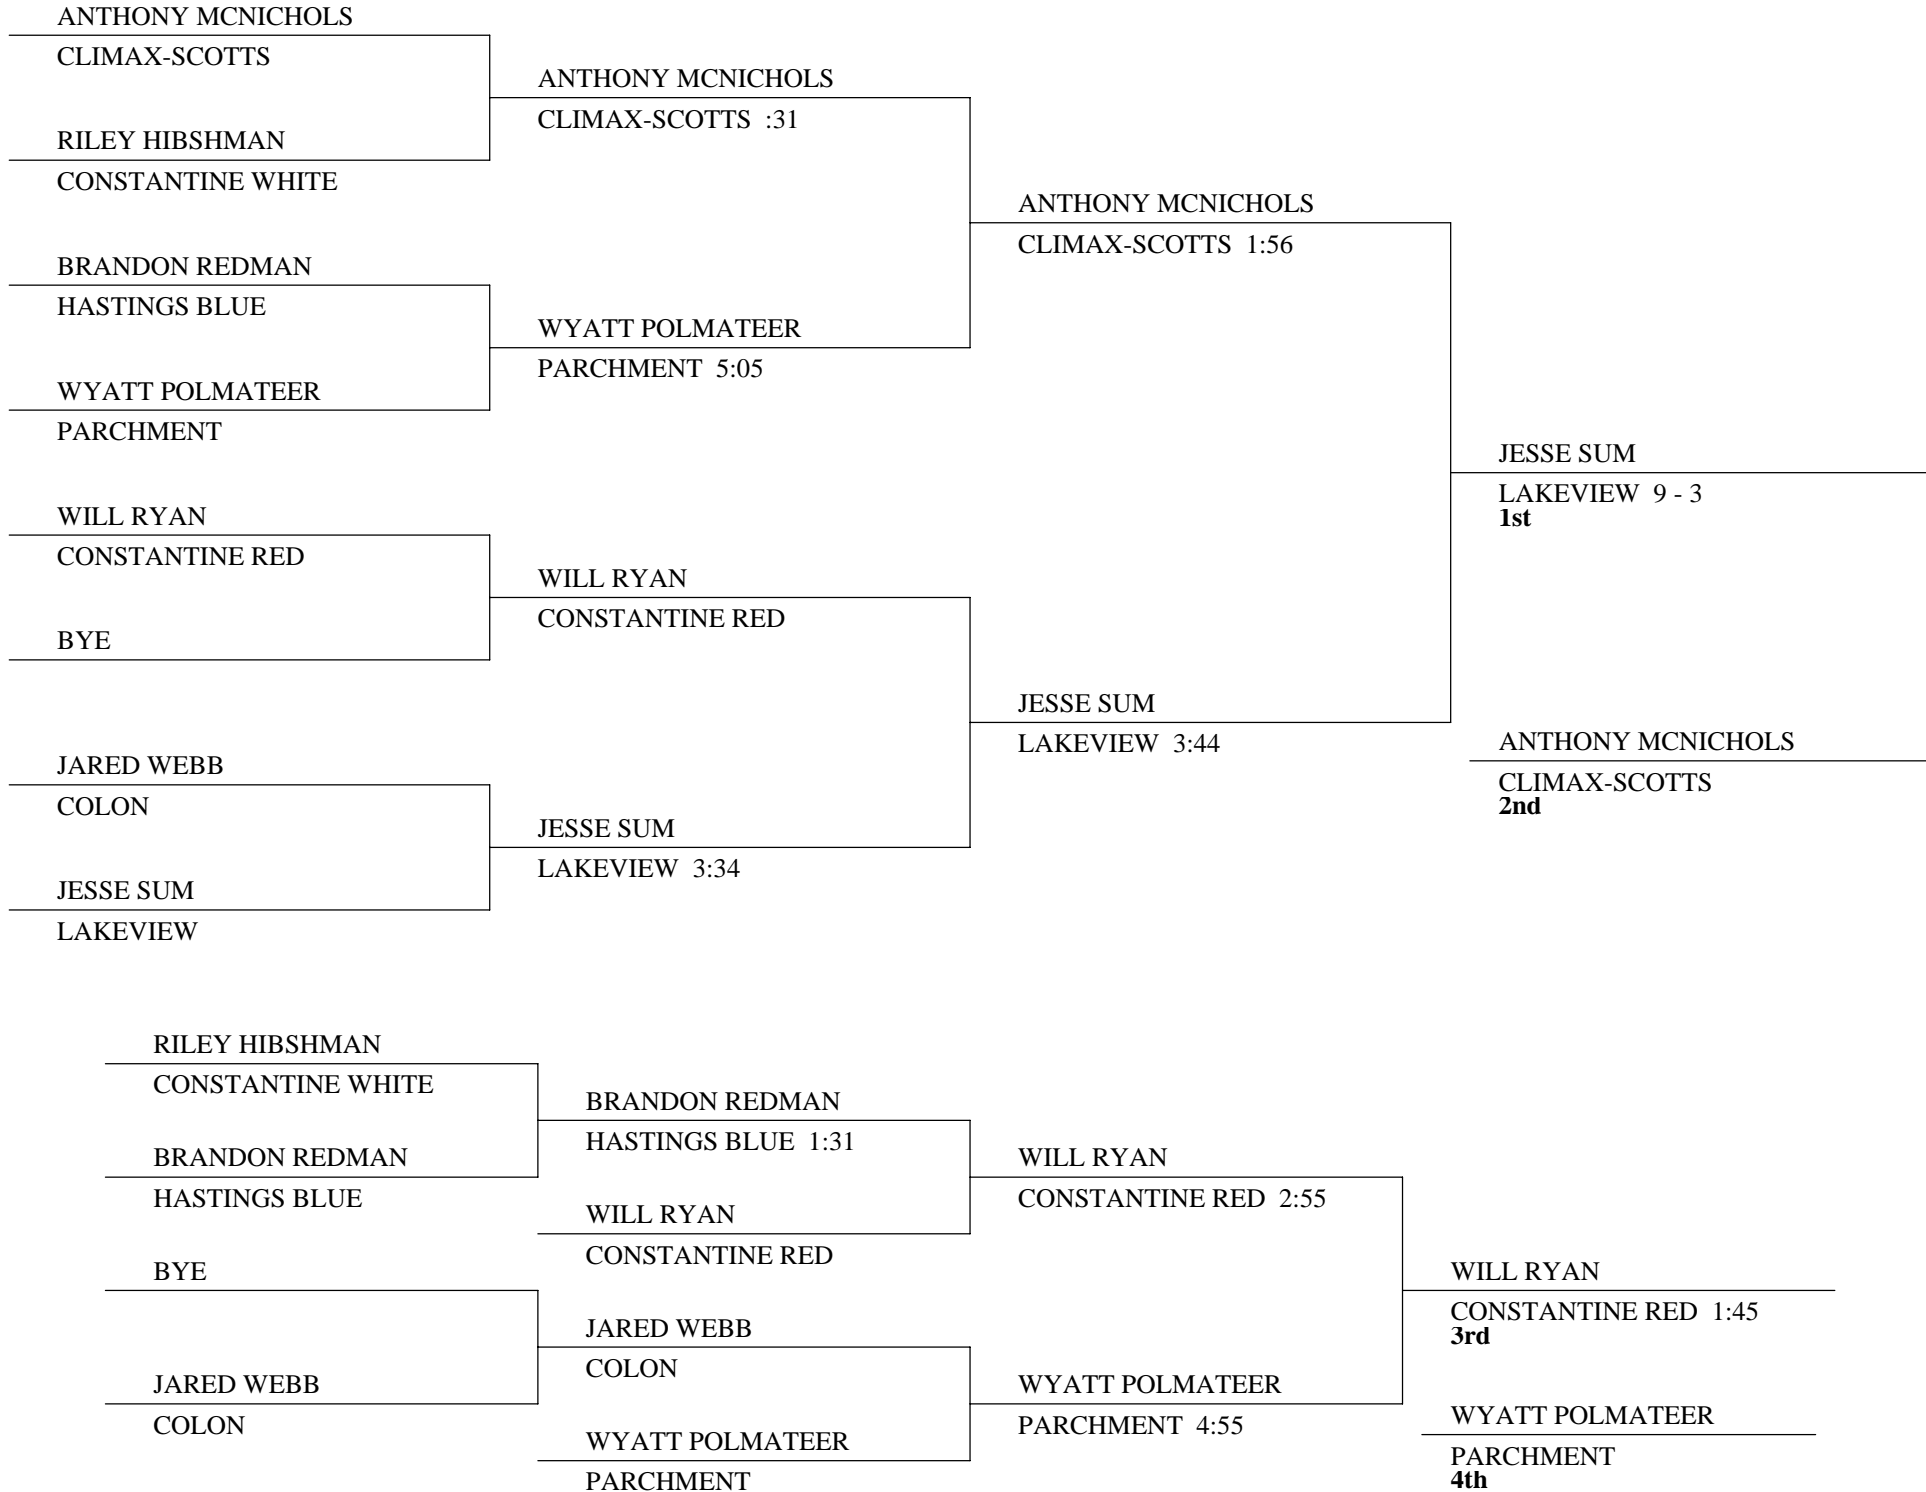 ANTHONY MCNICHOLS
CLIMAX-SCOTTS
RILEY HIBSHMAN
CONSTANTINE WHITE
BRANDON REDMAN
HASTINGS BLUE
WYATT POLMATEER
PARCHMENT
WILL RYAN
CONSTANTINE RED
BYE
JARED WEBB
COLON
JESSE SUM
LAKEVIEW
ANTHONY MCNICHOLS
CLIMAX-SCOTTS :31
WYATT POLMATEER
PARCHMENT 5:05
WILL RYAN
CONSTANTINE RED
JESSE SUM
LAKEVIEW 3:34
ANTHONY MCNICHOLS
CLIMAX-SCOTTS 1:56
JESSE SUM
LAKEVIEW 3:44
JESSE SUM
LAKEVIEW 9 - 3
1st
ANTHONY MCNICHOLS
CLIMAX-SCOTTS
2nd
RILEY HIBSHMAN
CONSTANTINE WHITE
BRANDON REDMAN
HASTINGS BLUE
BYE
JARED WEBB
COLON
BRANDON REDMAN
HASTINGS BLUE 1:31
WILL RYAN
CONSTANTINE RED
JARED WEBB
COLON
WYATT POLMATEER
PARCHMENT
WILL RYAN
CONSTANTINE RED 2:55
WYATT POLMATEER
PARCHMENT 4:55
WILL RYAN
CONSTANTINE RED 1:45
3rd
WYATT POLMATEER
PARCHMENT
4th